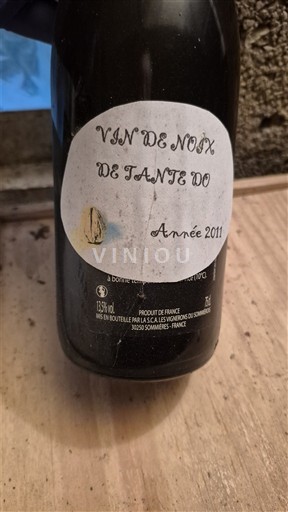 VIN DE NOIX
DE TANTE DO
Année 2011
VINIOU
13,5% vol.
PRODUIT DE FRANCE
75cl
MIS EN BOUTEILLE PAR LA S.C.A. LES VIGNERONS DU SOMMIÉROIS
30250 SOMMIÈRES - FRANCE